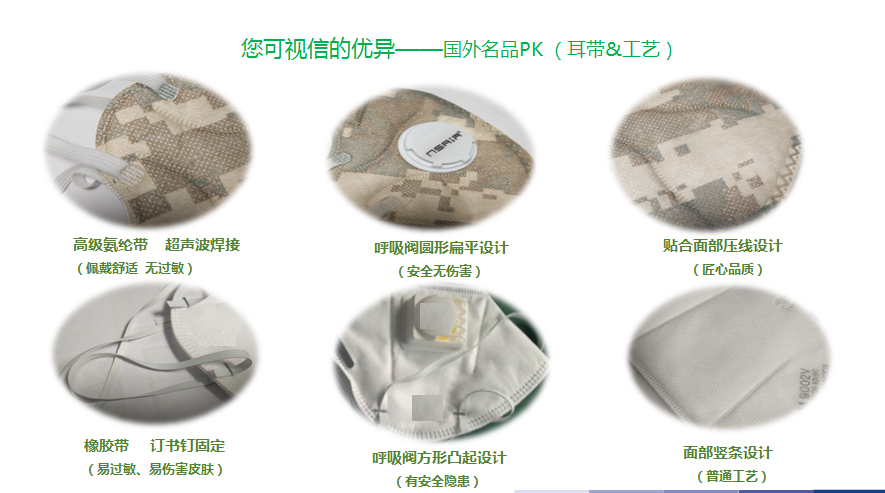 您可视信的优异——国外名品PK（耳带&工艺）
NSAIR
高级氨纶带 超声波焊接
（佩戴舒适 无过敏）
呼吸阀圆形扁平设计
（安全无伤害）
贴合面部压线设计
（匠心品质）
9002V
橡胶带 订书钉固定
（易过敏、易伤害皮肤）
呼吸阀方形凸起设计
（有安全隐患）
面部竖条设计
（普通工艺）